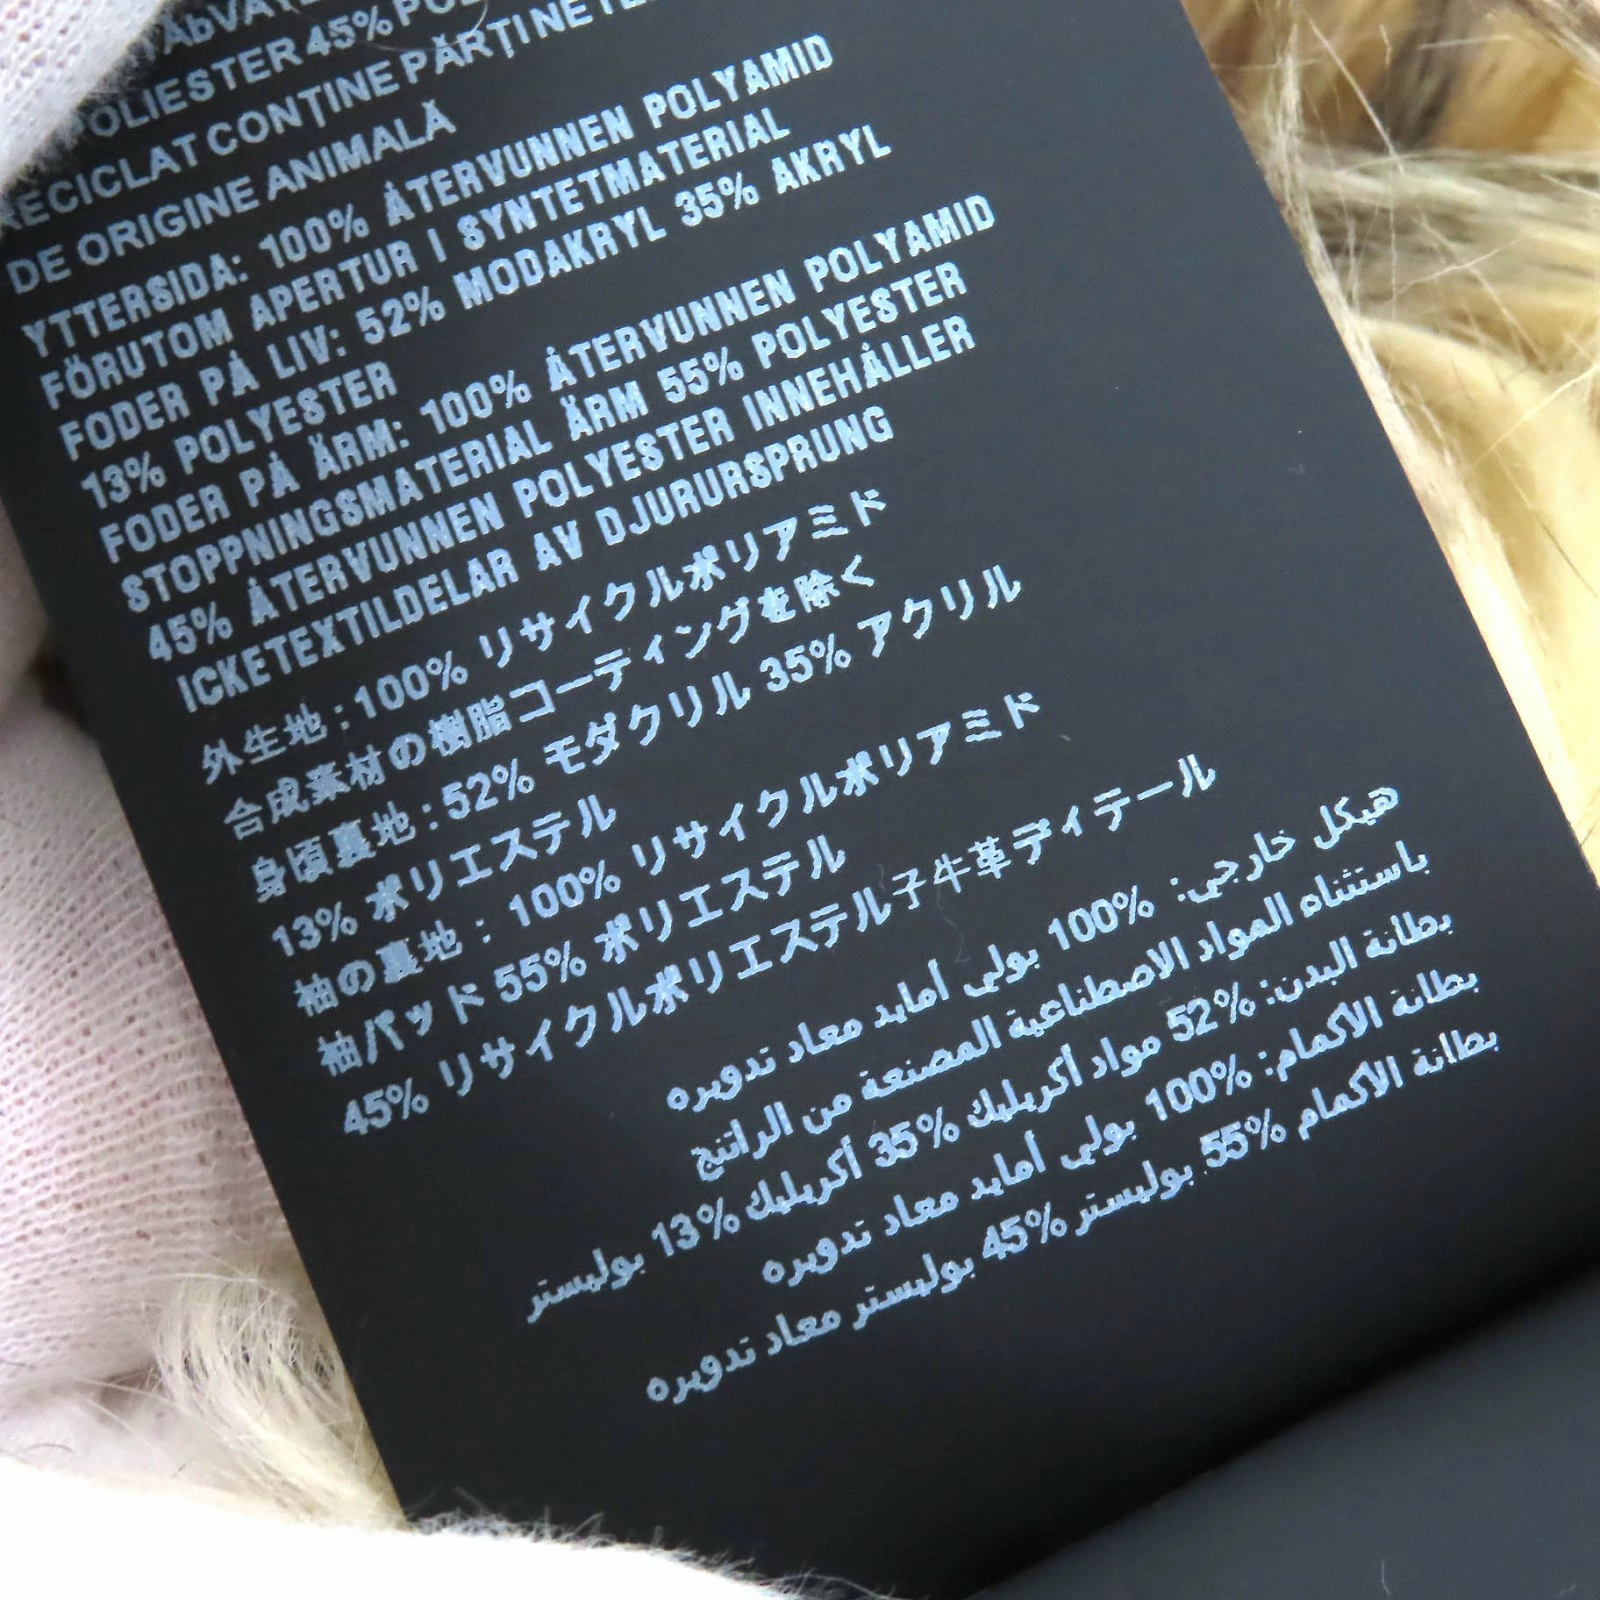 POLIESTER 45% 
RECICLAT CONȚINE PĂRȚI NETE
DE ORIGINE ANIMALĂ
YTTERSIDA: 100% ÅTERVUNNEN POLYAMID
FÖRUTOM APERTUR I SYNTETMATERIAL
FODER PÅ LIV: 52% MODAKRYL 35% AKRYL
13% POLYESTER
FODER PÅ ÄRM: 100% ÅTERVUNNEN POLYAMID
STOPPNINGSMATERIAL ÄRM 55% POLYESTER
45% ÅTERVUNNEN POLYESTER INNEHÅLLER
ICKETEXTILDELAR AV DJURURSPRUNG
外生地：100% リサイクルポリアミド
合成素材の樹脂コーティングを除く
身頃裏地：52% モダクリル 35% アクリル
13% ポリエステル
袖の裏地：100% リサイクルポリアミド
袖パッド 55% ポリエステル
45% リサイクルポリエステル子牛革ディテール
هيكل خارجي: %100 بولي أمايد معاد تدويره
باستثناء المواد الاصطناعية المصنعة من الراتنج
بطانة البدن: %52 مواد أكريليك %35 أكريليك %13 بوليستر
بطانة الأكمام: %100 بولي أمايد معاد تدويره
بطانة الأكمام %55 بوليستر %45 بوليستر معاد تدويره